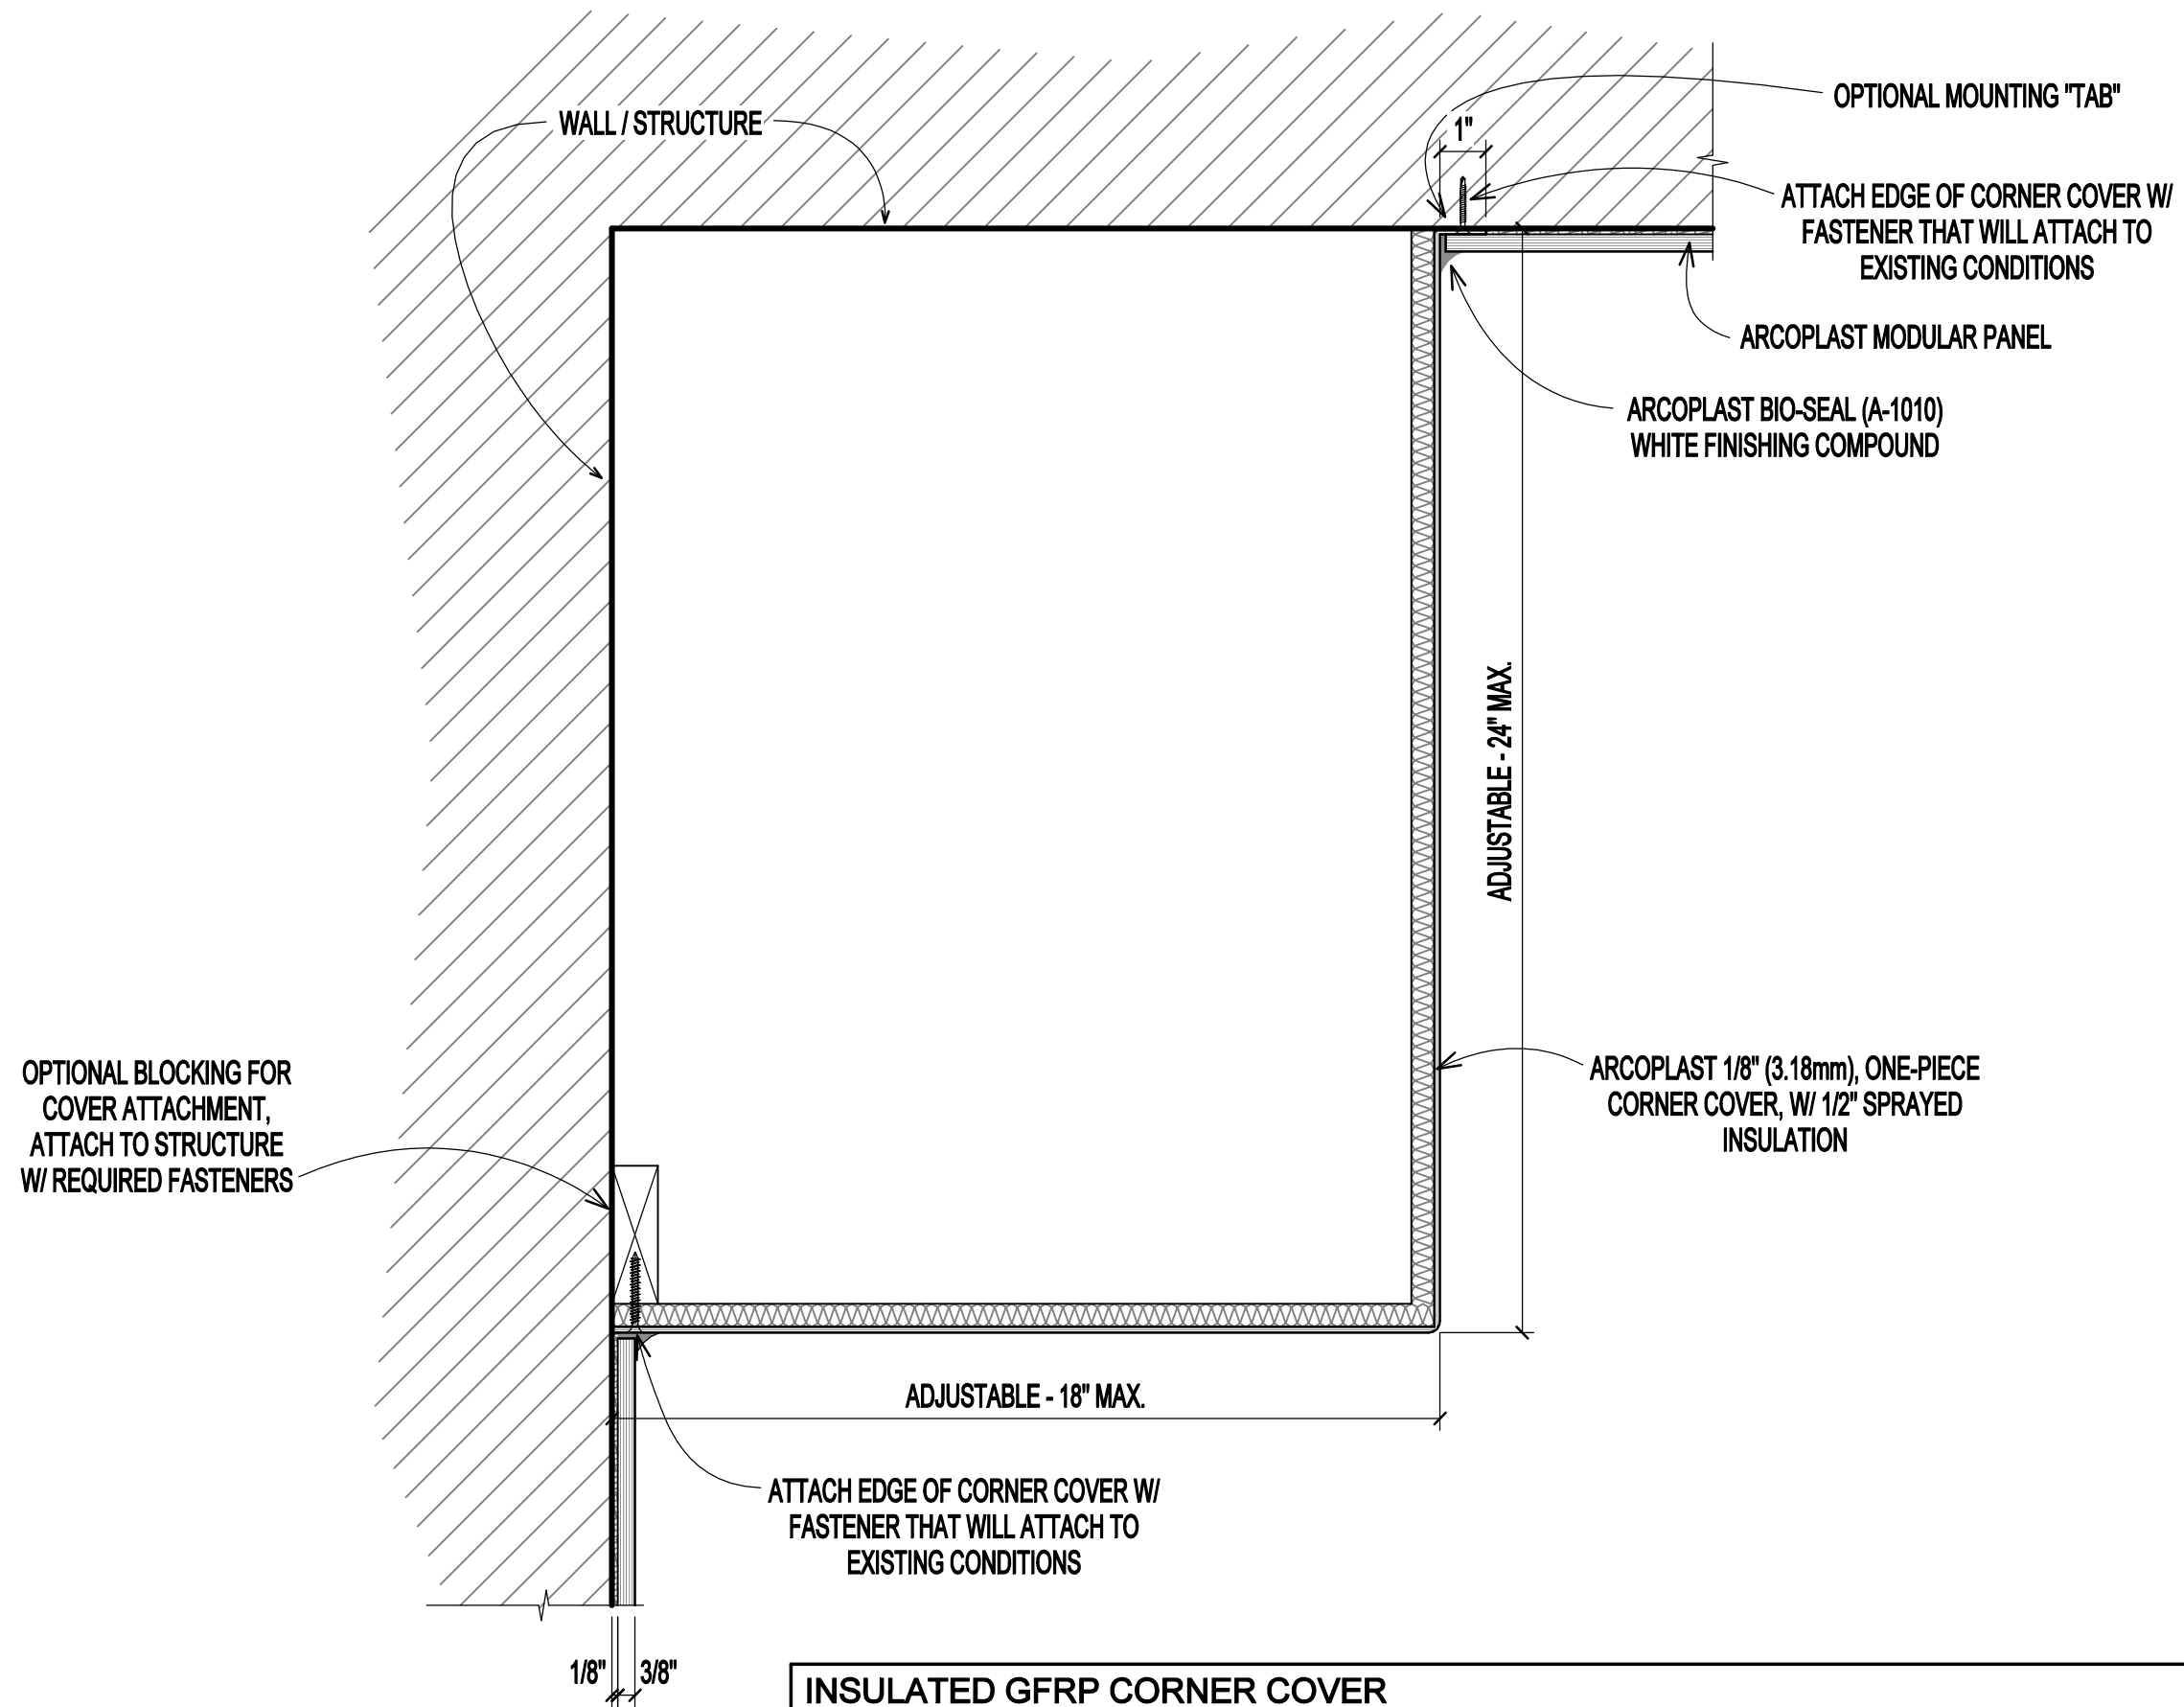 OPTIONAL MOUNTING "TAB"
WALL / STRUCTURE
1"
ATTACH EDGE OF CORNER COVER W/
FASTENER THAT WILL ATTACH TO
EXISTING CONDITIONS
ARCOPLAST MODULAR PANEL
ARCOPLAST BIO-SEAL (A-1010)
WHITE FINISHING COMPOUND
ADJUSTABLE - 24" MAX.
OPTIONAL BLOCKING FOR
COVER ATTACHMENT,
ATTACH TO STRUCTURE
W/ REQUIRED FASTENERS
ARCOPLAST 1/8" (3.18mm), ONE-PIECE
CORNER COVER, W/ 1/2" SPRAYED
INSULATION
ADJUSTABLE - 18" MAX.
ATTACH EDGE OF CORNER COVER W/
FASTENER THAT WILL ATTACH TO
EXISTING CONDITIONS
1/8" 3/8"
INSULATED GFRP CORNER COVER